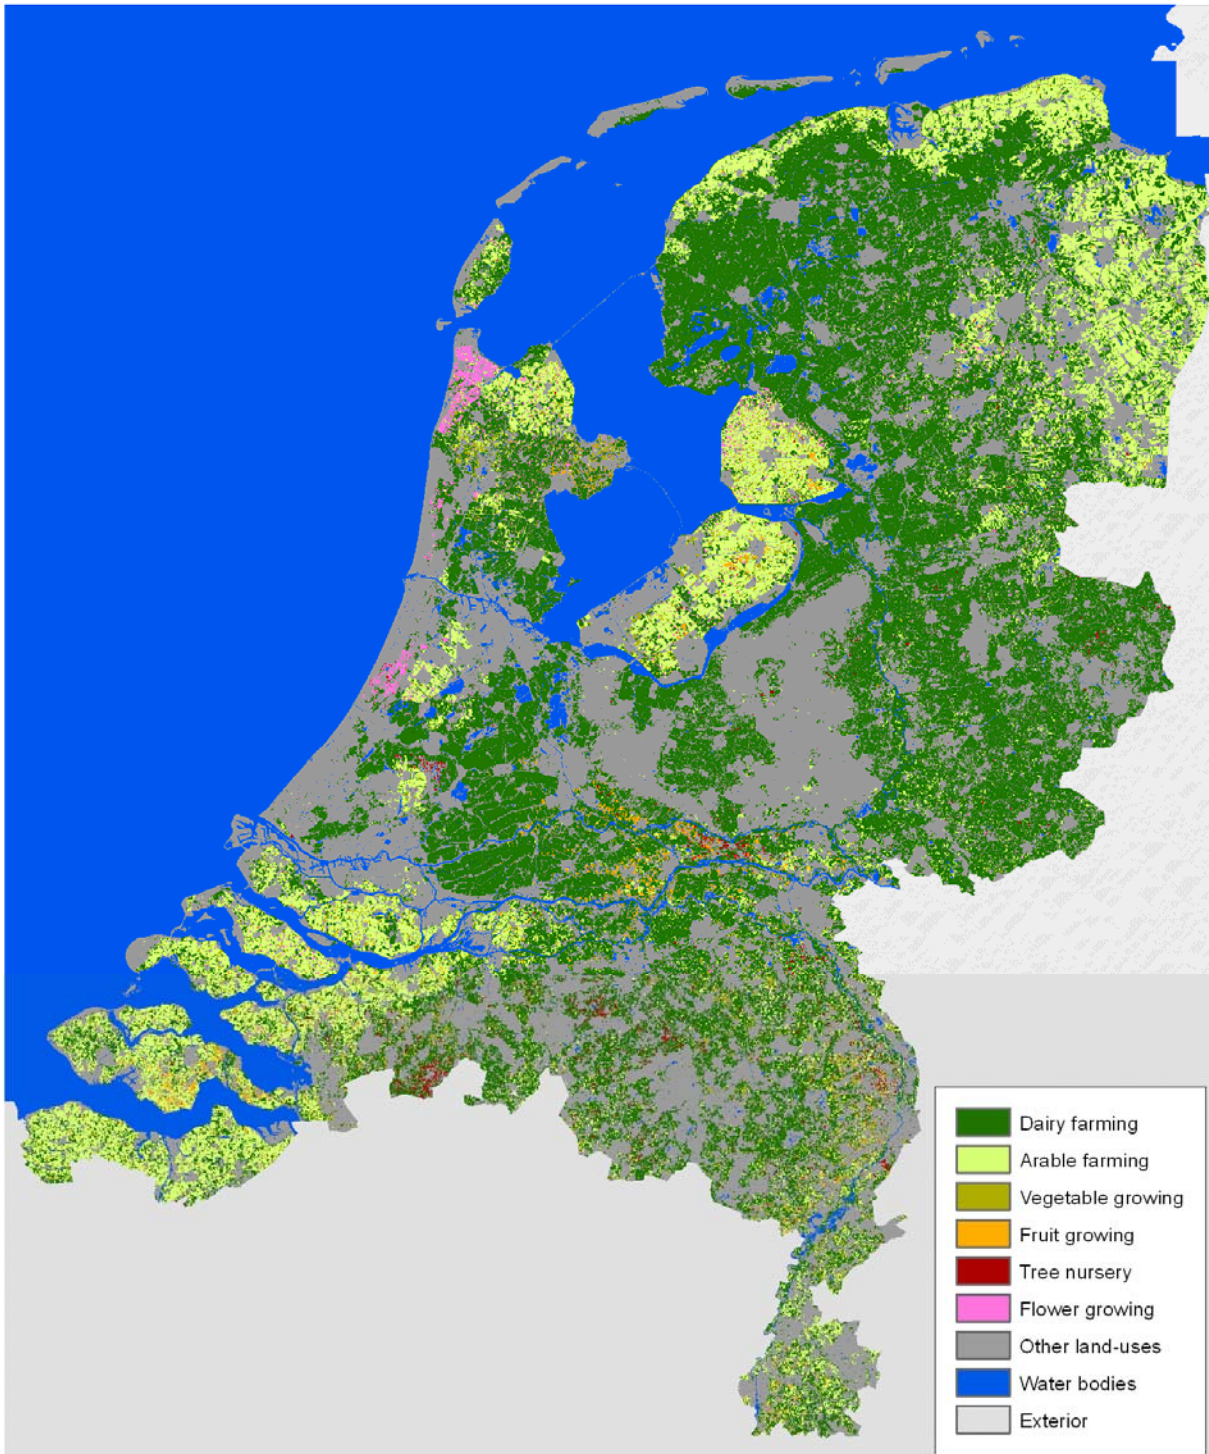 Dairy farming
Arable farming
Vegetable growing
Fruit growing
Tree nursery
Flower growing
Other land-uses
Water bodies
Exterior